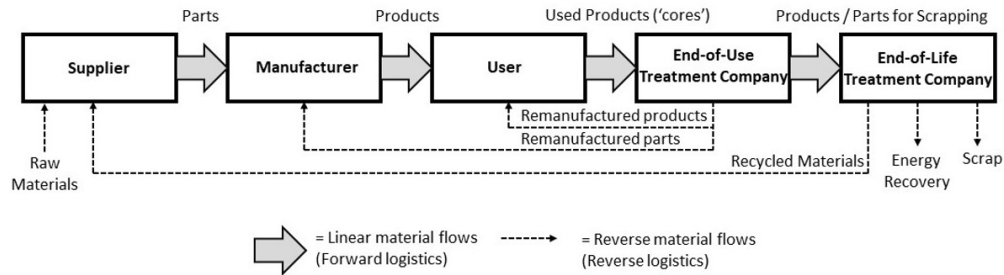 Parts
Products
Used Products (‘cores’)
Products / Parts for Scrapping
Supplier
Manufacturer
User
End-of-Use
Treatment Company
End-of-Life
Treatment Company
Remanufactured products
Remanufactured parts
Recycled Materials
Raw
Materials
Energy
Recovery
Scrap
= Linear material flows
(Forward logistics)
= Reverse material flows
(Reverse logistics)